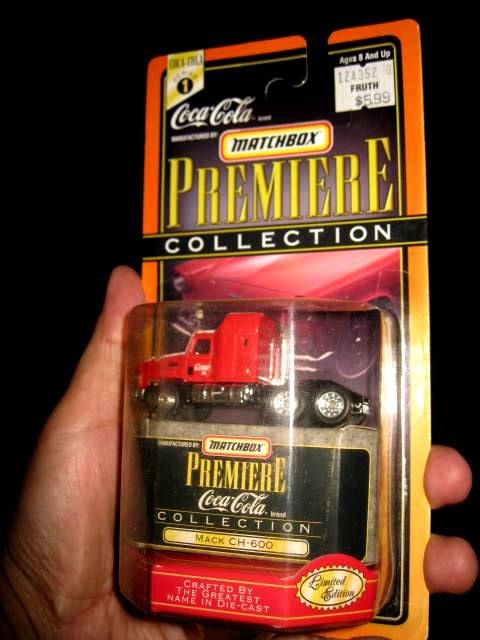 COCA-COLA
SERIES
1
Ages 8 And Up
124352 8
FRUTH
$5.99
Coca-Cola brand
MANUFACTURED BY:
MATCHBOX
PREMIERE
COLLECTION
MANUFACTURED BY:
MATCHBOX
PREMIERE
Coca-Cola brand
COLLECTION
MACK CH-600
CRAFTED BY
THE GREATEST
NAME IN DIE-CAST
Limited
Edition